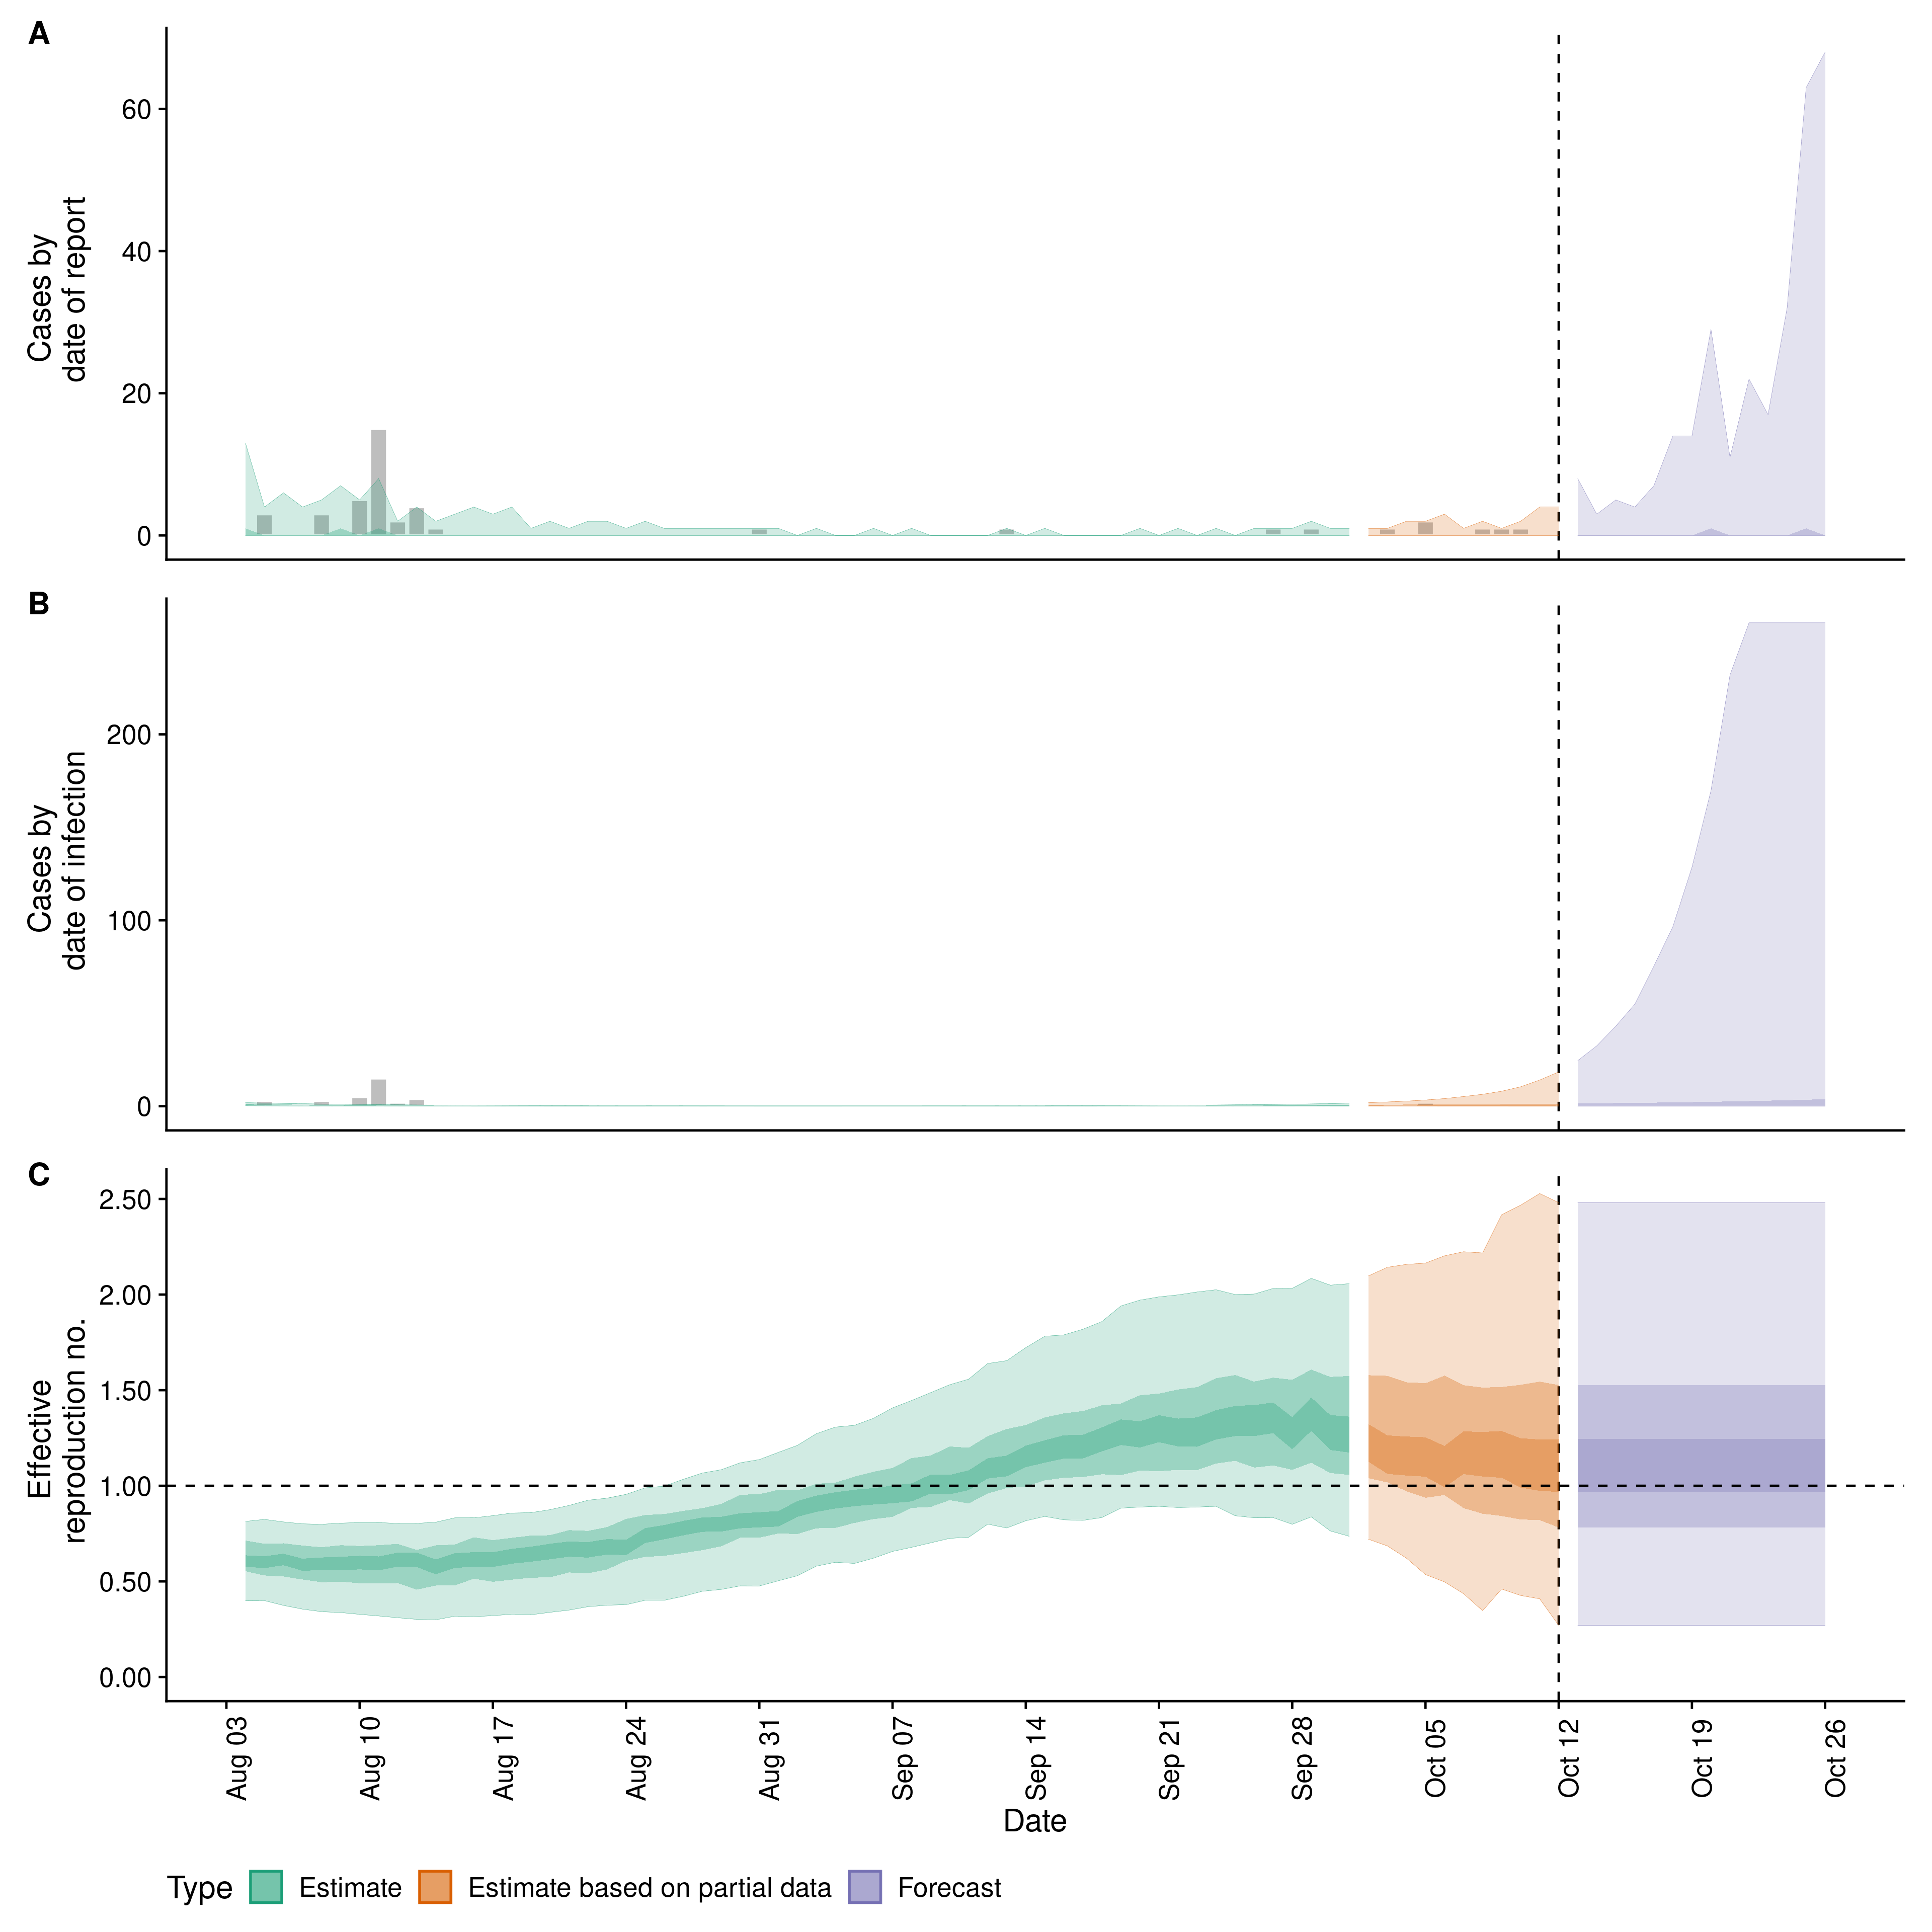 A
Cases by
date of report
60
40
20
0
B
Cases by
date of infection
200
100
0
C
Effective
reproduction no.
2.50
2.00
1.50
1.00
0.50
0.00
Aug 03
Aug 10
Aug 17
Aug 24
Aug 31
Sep 07
Sep 14
Sep 21
Sep 28
Oct 05
Oct 12
Oct 19
Oct 26
Date
Type Estimate Estimate based on partial data Forecast